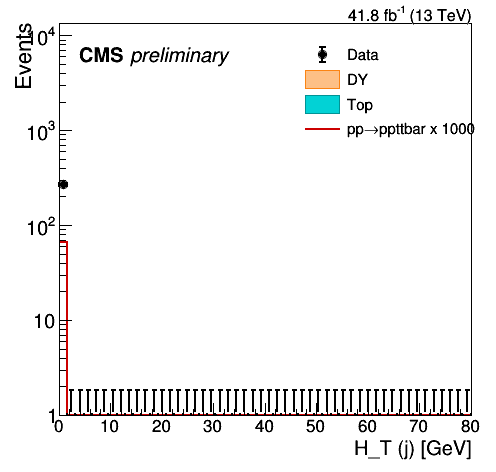 41.8 fb⁻¹ (13 TeV)
Events
10⁴
10³
10²
10
1
CMS preliminary
Data
DY
Top
pp→ppttbar x 1000
0 10 20 30 40 50 60 70 80
H_T (j) [GeV]